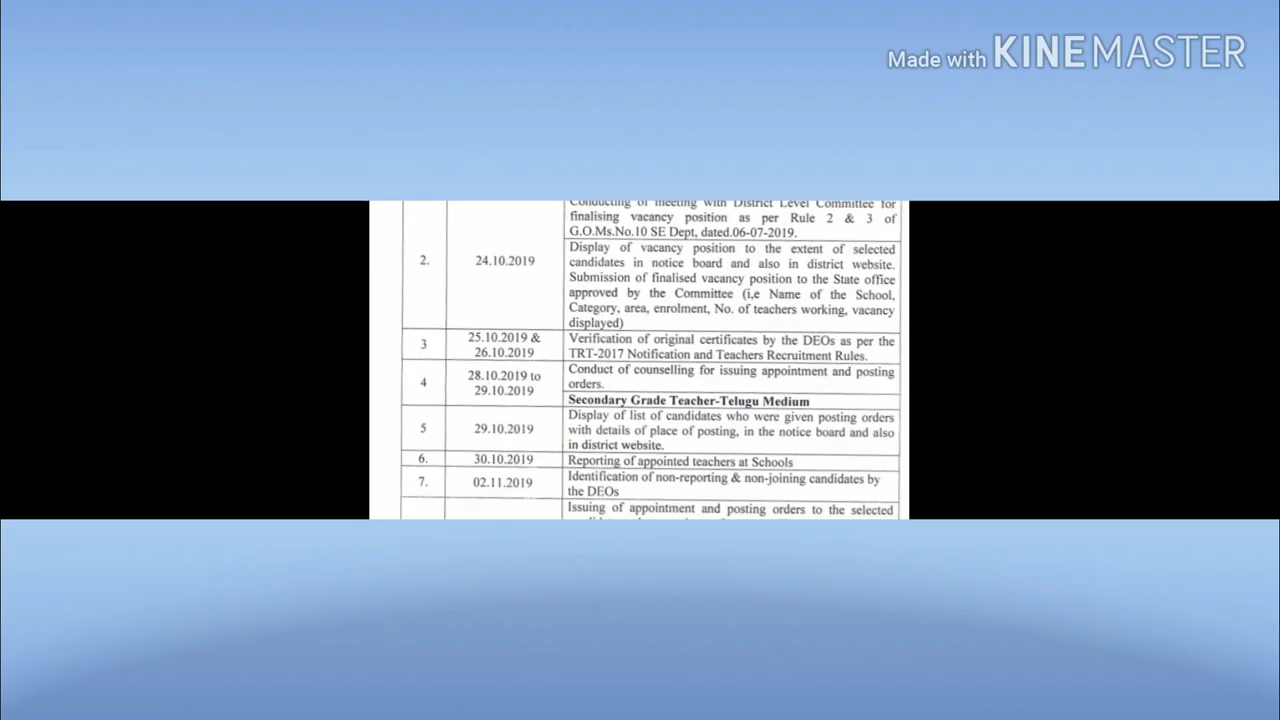 Made with KINEMASTER
Conducting of meeting with District Level Committee for
finalising vacancy position as per Rule 2 & 3 of
G.O.Ms.No.10 SE Dept, dated.06-07-2019.
2.
24.10.2019
Display of vacancy position to the extent of selected
candidates in notice board and also in district website.
Submission of finalised vacancy position to the State office
approved by the Committee (i,e Name of the School,
Category, area, enrolment, No. of teachers working, vacancy
displayed)
3
25.10.2019 &
26.10.2019
Verification of original certificates by the DEOs as per the
TRT-2017 Notification and Teachers Recruitment Rules.
4
28.10.2019 to
29.10.2019
Conduct of counselling for issuing appointment and posting
orders.
Secondary Grade Teacher-Telugu Medium
5
29.10.2019
Display of list of candidates who were given posting orders
with details of place of posting, in the notice board and also
in district website.
6.
30.10.2019
Reporting of appointed teachers at Schools
7.
02.11.2019
Identification of non-reporting & non-joining candidates by
the DEOs
Issuing of appointment and posting orders to the selected